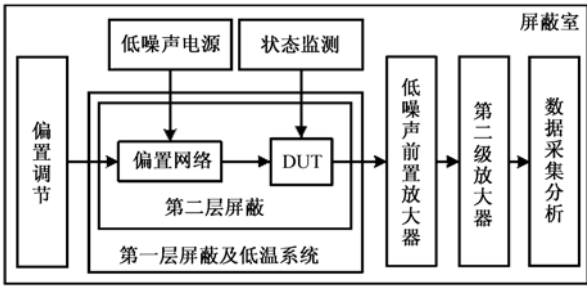 屏蔽室
低噪声电源
状态监测
偏置调节
偏置网络
DUT
第二层屏蔽
第一层屏蔽及低温系统
低噪声前置放大器
第二级放大器
数据采集分析